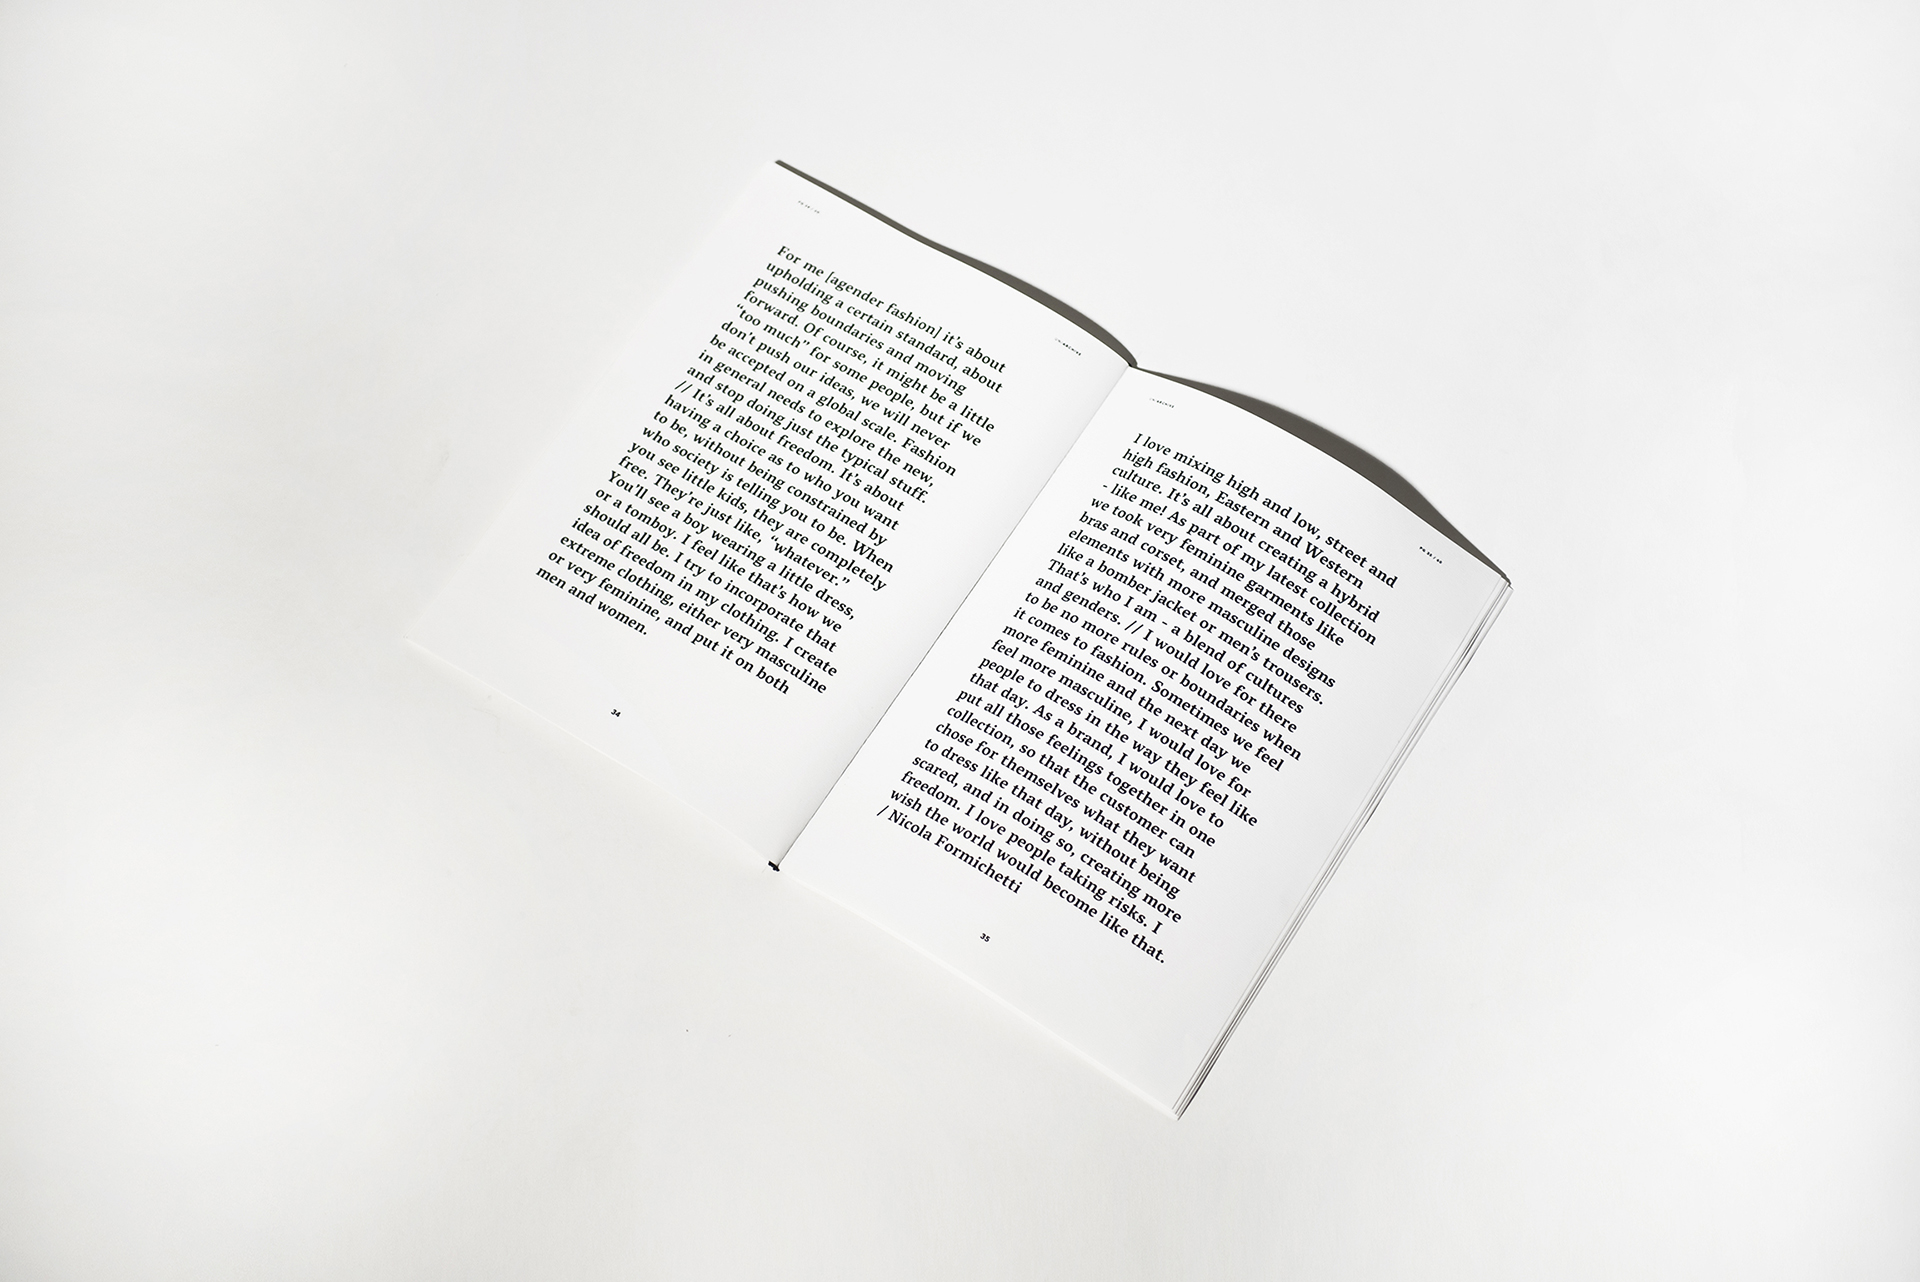 For me [agender fashion] it's about
upholding a certain standard, about
pushing boundaries and moving
forward. Of course, it might be a little
“too much” for some people, but if we
don't push our ideas, we will never
be accepted on a global scale. Fashion
in general needs to explore the new,
and stop doing just the typical stuff.
// It's all about freedom. It's about
having a choice as to who you want
to be, without being constrained by
who society is telling you to be. When
you see little kids, they are completely
free. They're just like, “whatever.”
You'll see a boy wearing a little dress,
or a tomboy. I feel like that's how we
should all be. I try to incorporate that
idea of freedom in my clothing. I create
extreme clothing, either very masculine
or very feminine, and put it on both
men and women.
34
I love mixing high and low, street and
high fashion, Eastern and Western
culture. It's all about creating a hybrid
- like me! As part of my latest collection
we took very feminine garments like
bras and corset, and merged those
elements with more masculine designs
like a bomber jacket or men's trousers.
That's who I am - a blend of cultures
and genders. // I would love for there
to be no more rules or boundaries when
it comes to fashion. Sometimes we feel
more feminine and the next day we
feel more masculine, I would love for
people to dress in the way they feel like
that day. As a brand, I would love to
put all those feelings together in one
collection, so that the customer can
chose for themselves what they want
to dress like that day, without being
scared, and in doing so, creating more
freedom. I love people taking risks. I
wish the world would become like that.
/ Nicola Formichetti
35